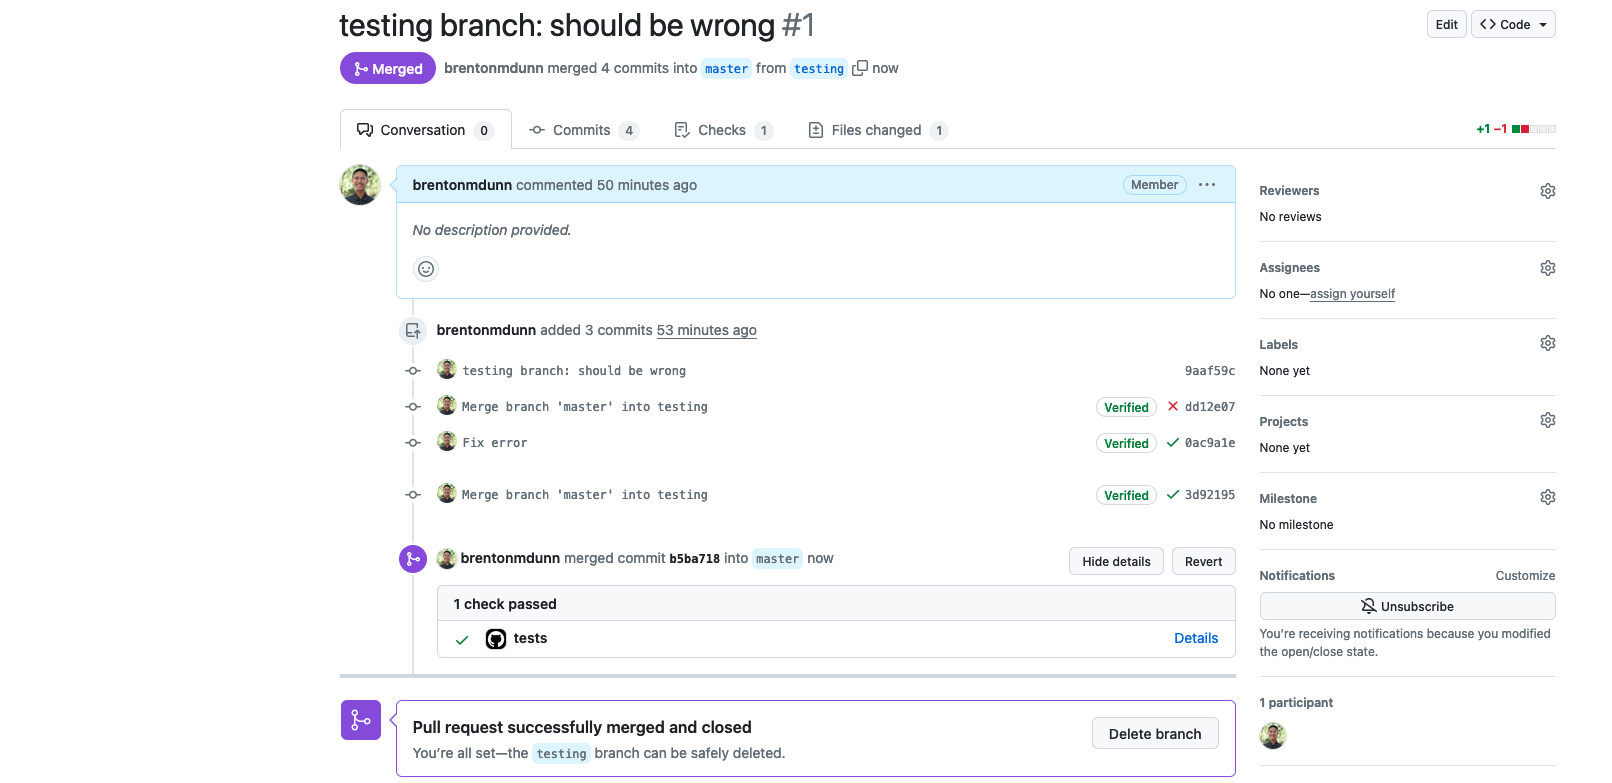 testing branch: should be wrong #1
Edit
<> Code
Merged
brentonmdunn merged 4 commits into master from testing now
Conversation 0
Commits 4
Checks 1
Files changed 1
+1 −1
brentonmdunn commented 50 minutes ago
Member
No description provided.
brentonmdunn added 3 commits 53 minutes ago
testing branch: should be wrong 9aaf59c
Merge branch 'master' into testing Verified dd12e07
Fix error Verified 0ac9a1e
Merge branch 'master' into testing Verified 3d92195
brentonmdunn merged commit b5ba718 into master now
Hide details
Revert
1 check passed
tests
Details
Pull request successfully merged and closed
You're all set—the testing branch can be safely deleted.
Delete branch
Reviewers
No reviews
Assignees
No one—assign yourself
Labels
None yet
Projects
None yet
Milestone
No milestone
Notifications
Customize
Unsubscribe
You're receiving notifications because you modified
the open/close state.
1 participant